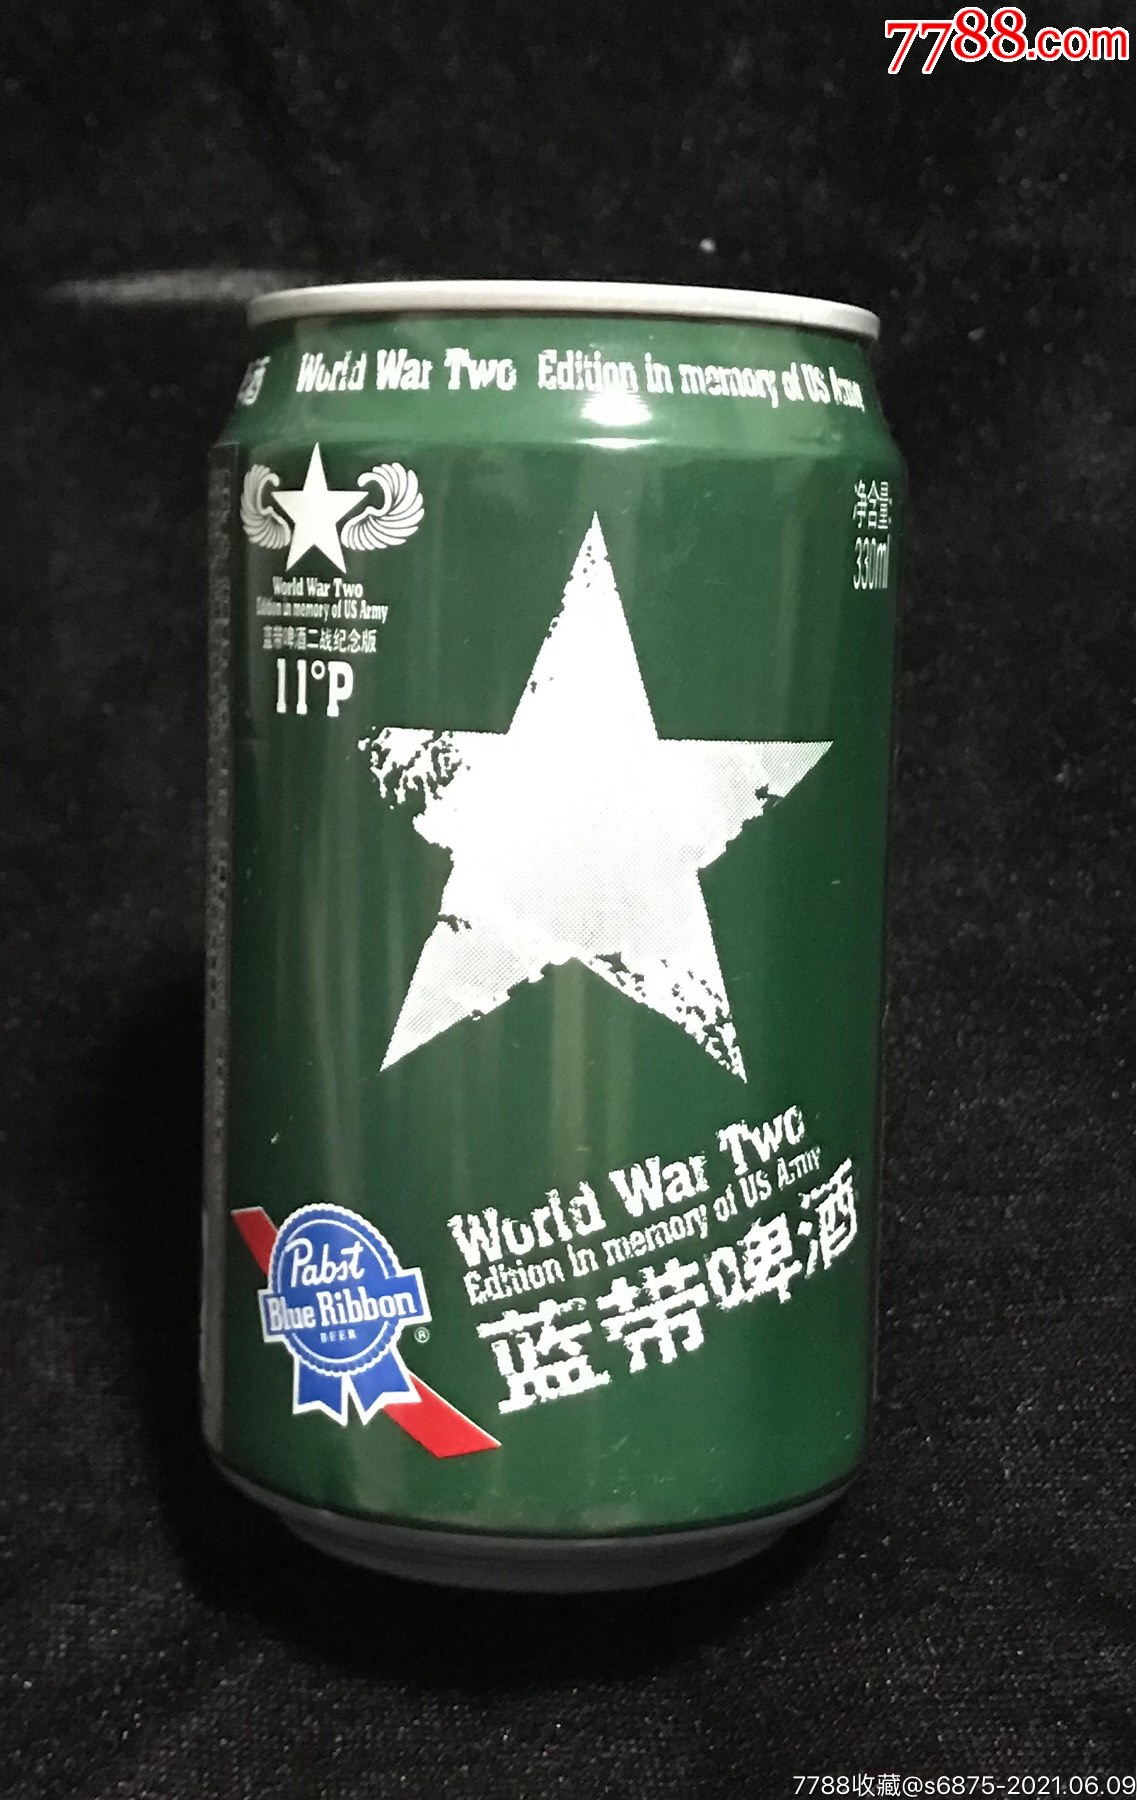 7788.com
酒 World War Two Edition in memory of US Army
World War Two
Edition in memory of US Army
蓝带啤酒二战纪念版
11°P
净含量:
330ml
World War Two
Edition in memory of US Army
蓝带啤酒
Pabst
Blue Ribbon
BEER
®
7788收藏@s6875-2021.06.09